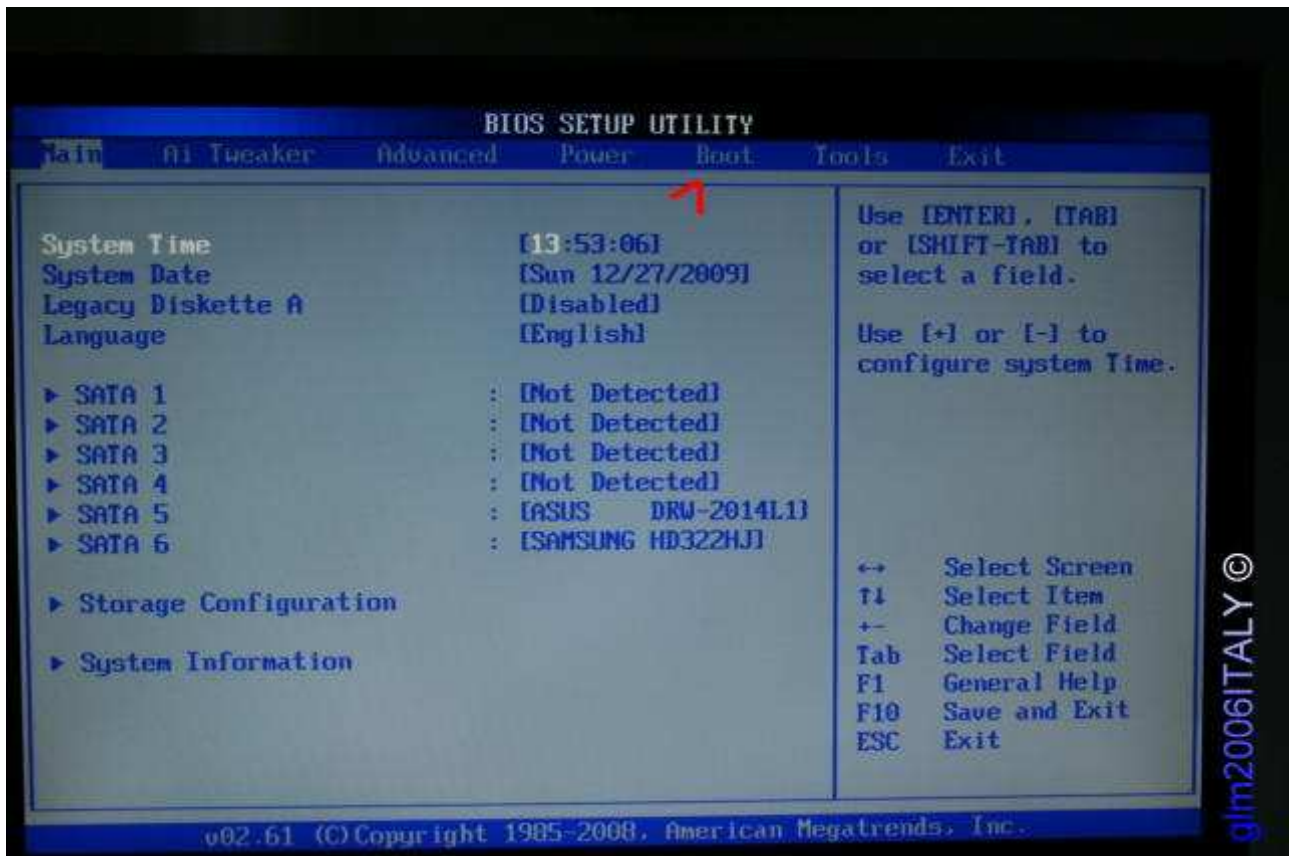 BIOS SETUP UTILITY
Main Ai Tweaker Advanced Power Boot Tools Exit
System Time [13:53:06]
System Date [Sun 12/27/2009]
Legacy Diskette A [Disabled]
Language [English]
▶ SATA 1 : [Not Detected]
▶ SATA 2 : [Not Detected]
▶ SATA 3 : [Not Detected]
▶ SATA 4 : [Not Detected]
▶ SATA 5 : [ASUS DRW-2014L1]
▶ SATA 6 : [SAMSUNG HD322HJ]
▶ Storage Configuration
▶ System Information
Use [ENTER], [TAB]
or [SHIFT-TAB] to
select a field.
Use [+] or [-] to
configure system Time.
↔ Select Screen
↑↓ Select Item
+- Change Field
Tab Select Field
F1 General Help
F10 Save and Exit
ESC Exit
v02.61 (C)Copyright 1985-2008, American Megatrends, Inc.
glm2006ITALY ©